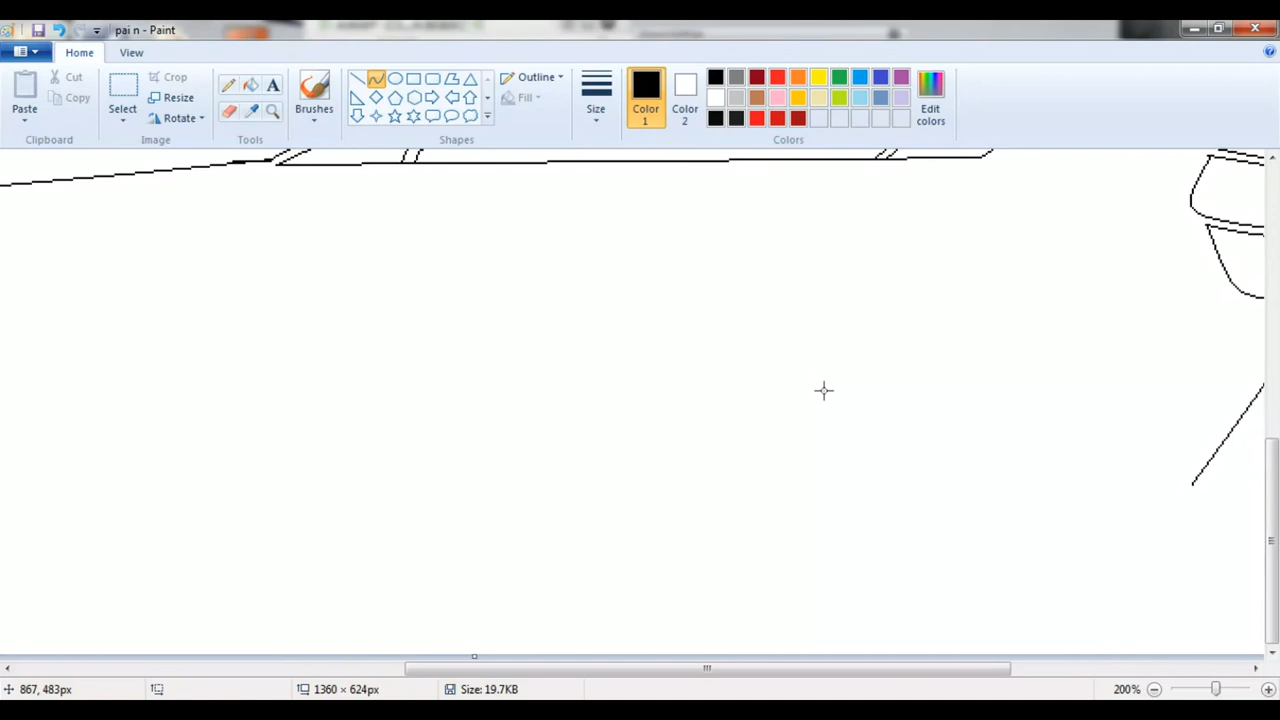 pai n - Paint
Home
View
Paste
Cut
Copy
Clipboard
Select
Crop
Resize
Rotate
Image
A
Tools
Brushes
Outline
Fill
Shapes
Size
Color
1
Color
2
Edit
colors
Colors
867, 483px
1360 × 624px
Size: 19.7KB
200%